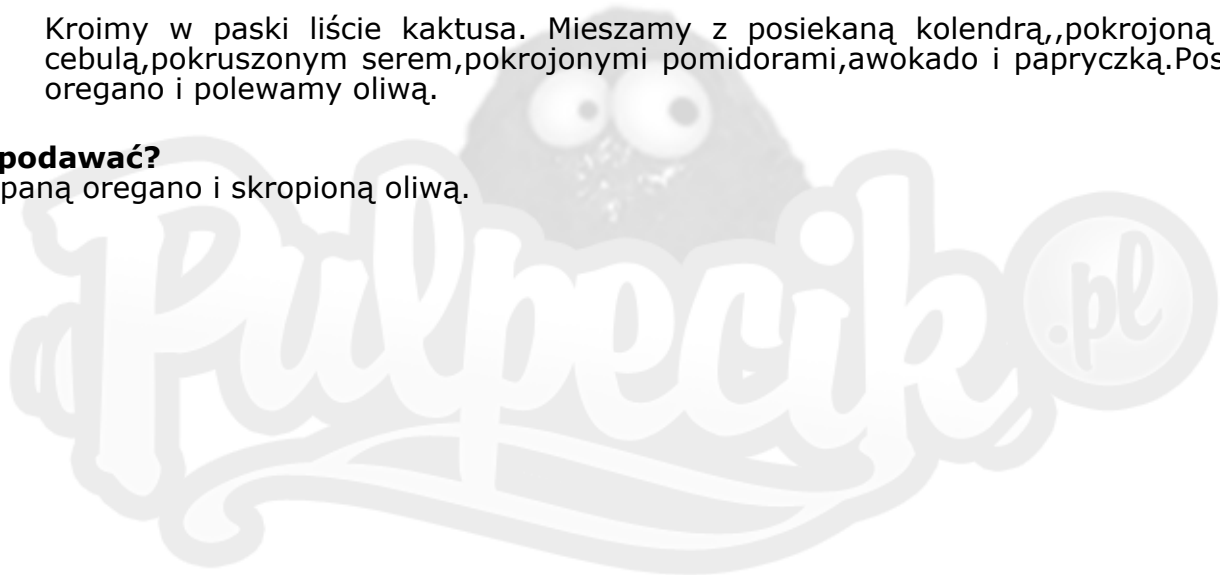 Kroimy w paski liście kaktusa. Mieszamy z posiekaną kolendrą,,pokrojoną
cebulą,pokruszonym serem,pokrojonymi pomidorami,awokado i papryczką.Pos
oregano i polewamy oliwą.
podawać?
paną oregano i skropioną oliwą.
Pulpecik.pl